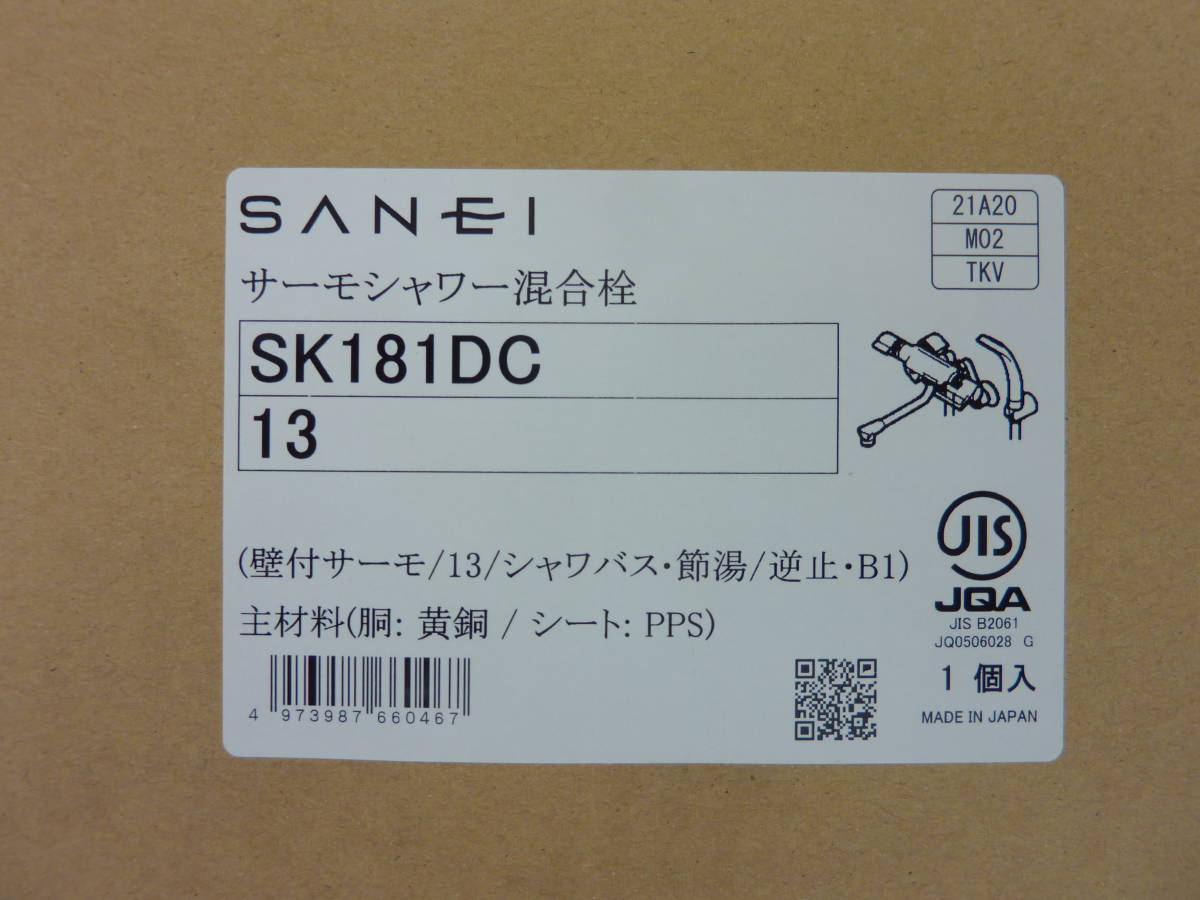 SANEI
21A20
M02
TKV
サーモシャワー混合栓
SK181DC
13
(壁付サーモ/13/シャワバス・節湯/逆止・B1)
主材料(胴: 黄銅 / シート: PPS)
JIS
JQA
JIS B2061
JQ0506028 G
1 個入
MADE IN JAPAN
4 973987 660467